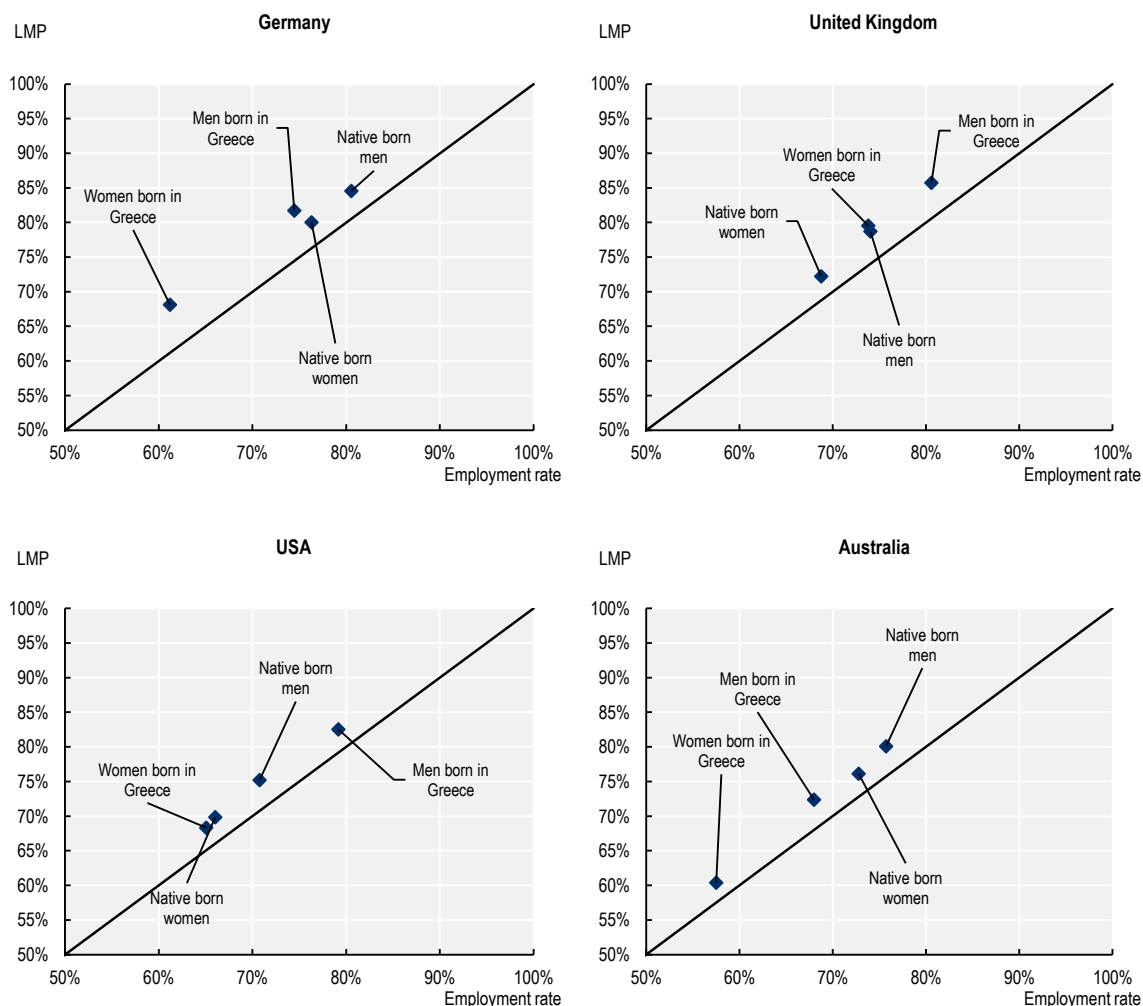 Germany
LMP
100%
95%
90%
85%
80%
75%
70%
65%
60%
55%
50%
Men born in
Greece
Native born
men
Women born in
Greece
Native born
women
50%
60%
70%
80%
90%
100%
Employment rate
United Kingdom
LMP
100%
95%
90%
85%
80%
75%
70%
65%
60%
55%
50%
Men born in
Greece
Women born in
Greece
Native born
women
Native born
men
50%
60%
70%
80%
90%
100%
Employment rate
USA
LMP
100%
95%
90%
85%
80%
75%
70%
65%
60%
55%
50%
Native born
men
Women born in
Greece
Men born in
Greece
Native born
women
50%
60%
70%
80%
90%
100%
Employment rate
Australia
LMP
100%
95%
90%
85%
80%
75%
70%
65%
60%
55%
50%
Native born
men
Men born in
Greece
Women born in
Greece
Native born
women
50%
60%
70%
80%
90%
100%
Employment rate